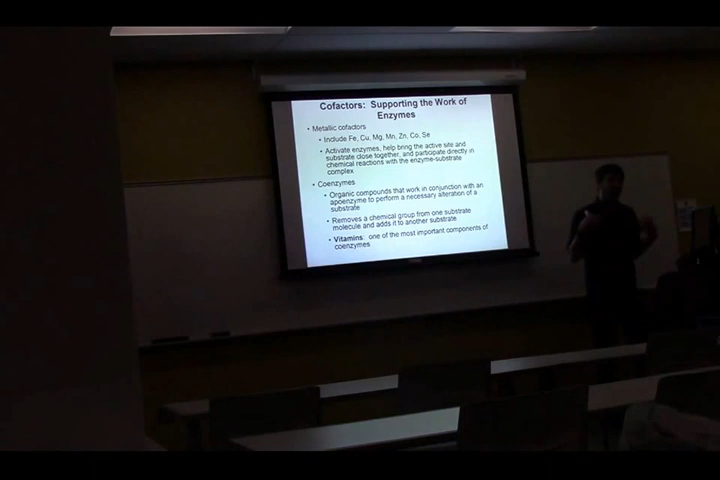 Cofactors: Supporting the Work of
Enzymes
• Metallic cofactors
• Include Fe, Cu, Mg, Mn, Zn, Co, Se
• Activate enzymes, help bring the active site and
substrate close together, and participate directly in
chemical reactions with the enzyme-substrate
complex
• Coenzymes
• Organic compounds that work in conjunction with an
apoenzyme to perform a necessary alteration of a
substrate
• Removes a chemical group from one substrate
molecule and adds it to another substrate
• Vitamins: one of the most important components of
coenzymes